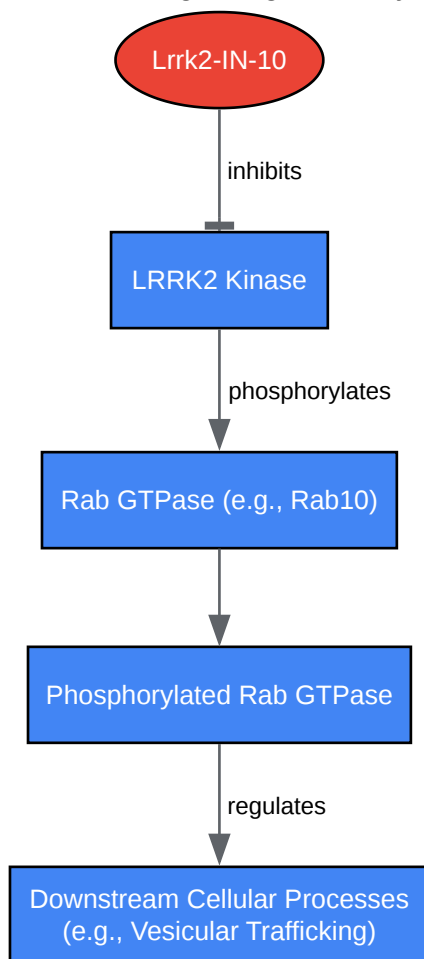 Lrrk2-IN-10
inhibits
LRRK2 Kinase
phosphorylates
Rab GTPase (e.g., Rab10)
Phosphorylated Rab GTPase
regulates
Downstream Cellular Processes
(e.g., Vesicular Trafficking)